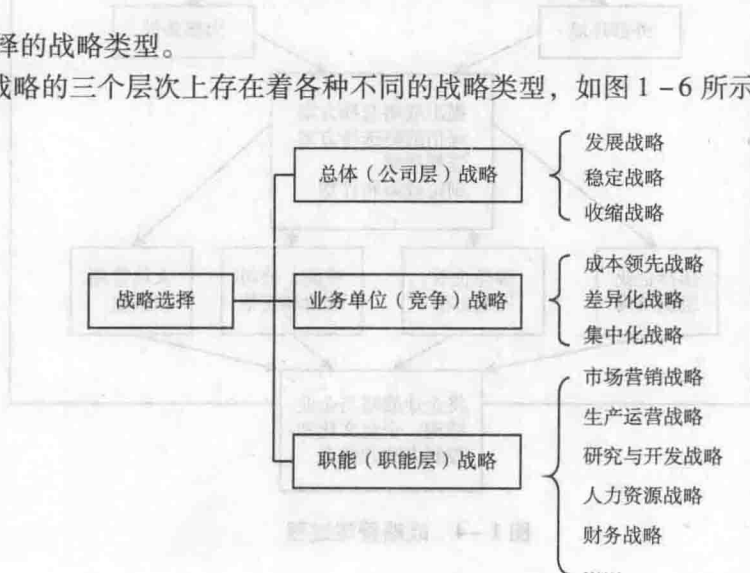 择的战略类型。
战略的三个层次上存在着各种不同的战略类型，如图1-6所示
总体（公司层）战略
发展战略
稳定战略
收缩战略
战略选择
业务单位（竞争）战略
成本领先战略
差异化战略
集中化战略
职能（职能层）战略
市场营销战略
生产运营战略
研究与开发战略
人力资源战略
财务战略